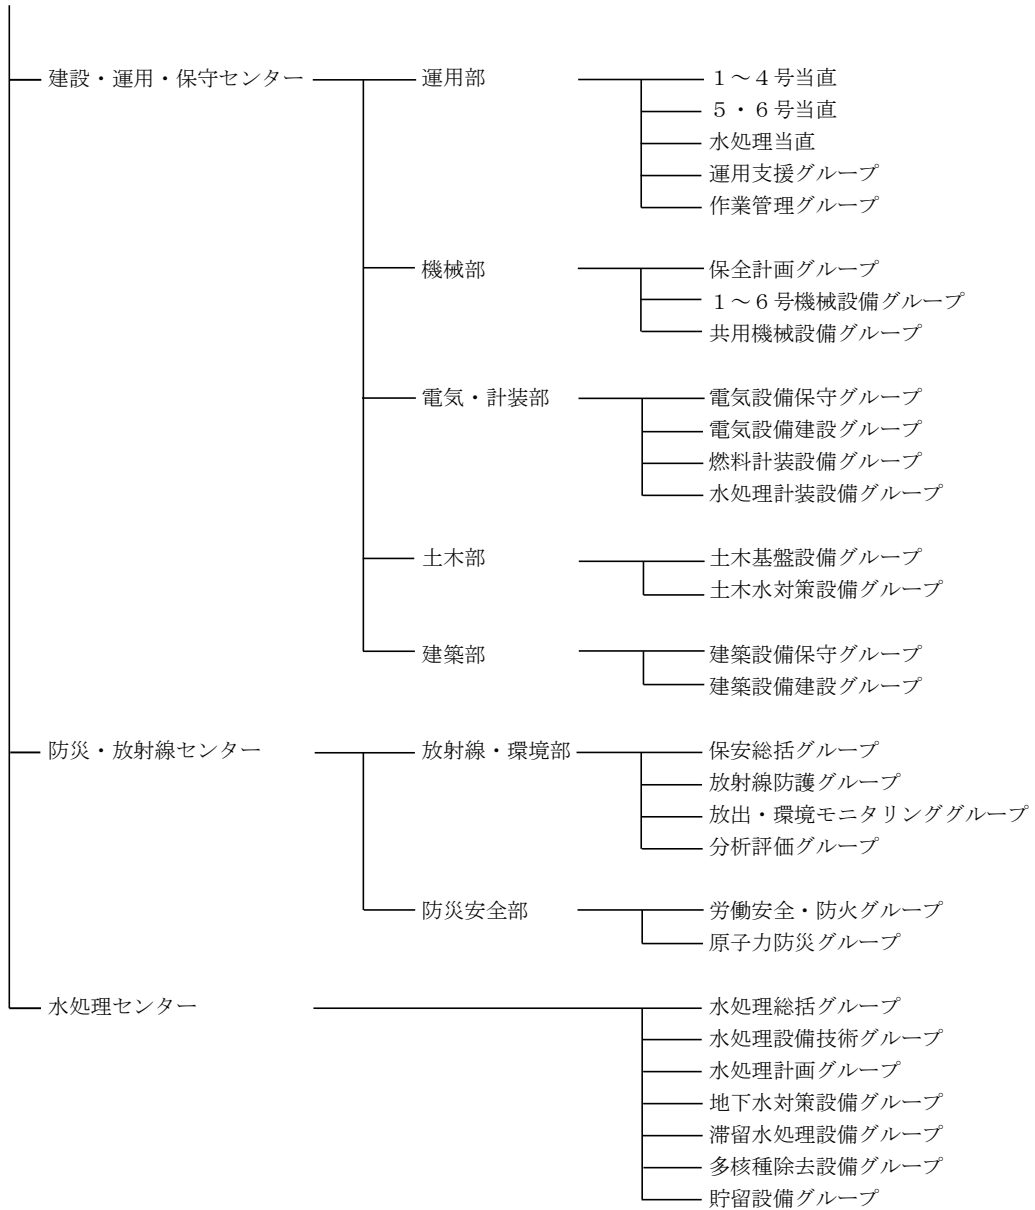 建設・運用・保守センター 運用部 １～４号当直
５・６号当直
水処理当直
運用支援グループ
作業管理グループ
機械部 保全計画グループ
１～６号機械設備グループ
共用機械設備グループ
電気・計装部 電気設備保守グループ
電気設備建設グループ
燃料計装設備グループ
水処理計装設備グループ
土木部 土木基盤設備グループ
土木水対策設備グループ
建築部 建築設備保守グループ
建築設備建設グループ
防災・放射線センター 放射線・環境部 保安総括グループ
放射線防護グループ
放出・環境モニタリンググループ
分析評価グループ
防災安全部 労働安全・防火グループ
原子力防災グループ
水処理センター 水処理総括グループ
水処理設備技術グループ
水処理計画グループ
地下水対策設備グループ
滞留水処理設備グループ
多核種除去設備グループ
貯留設備グループ